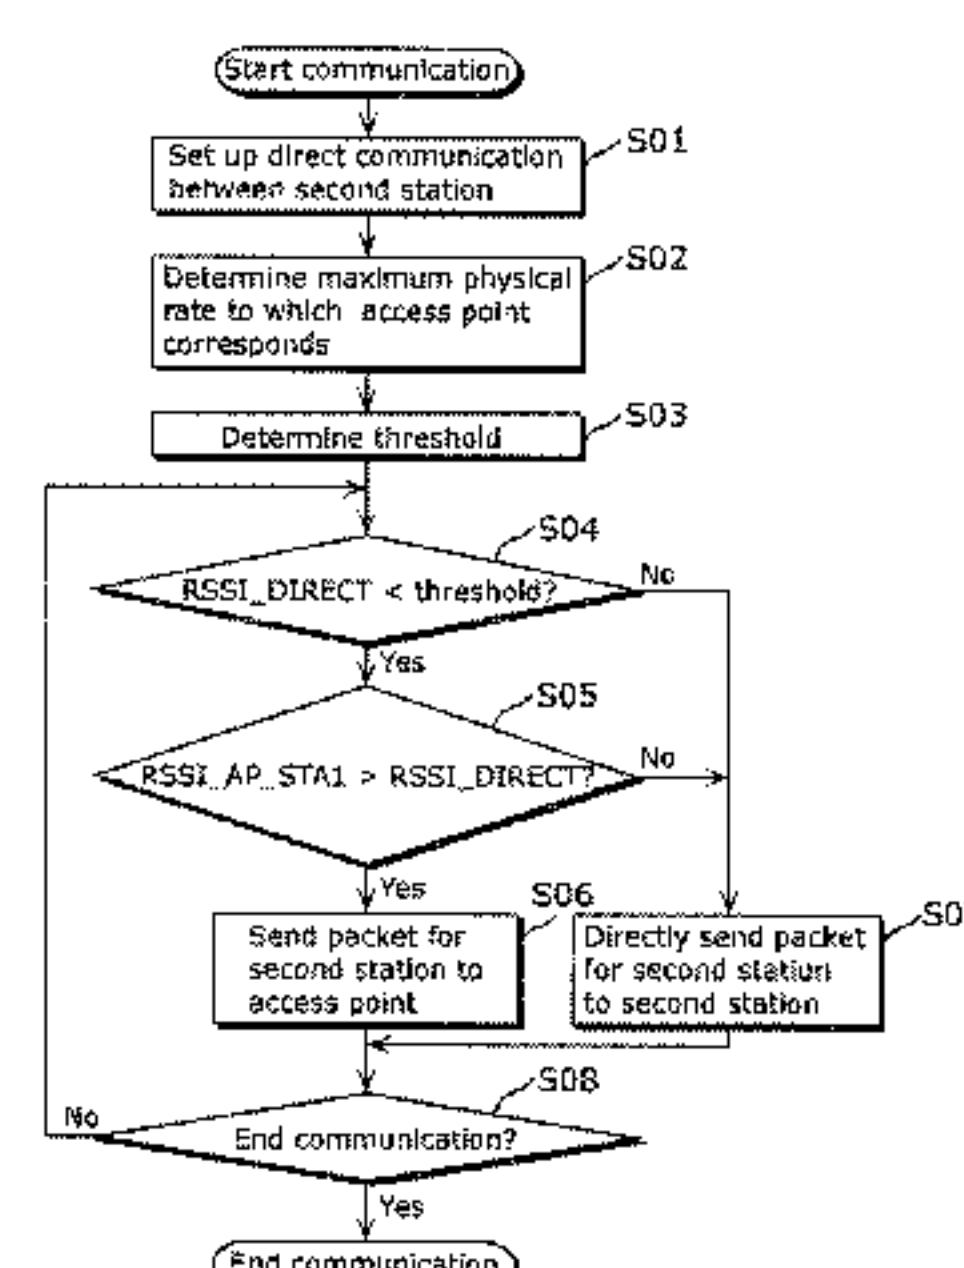 Start communication
S01
Set up direct communication
between second station
S02
Determine maximum physical
rate to which access point
corresponds
S03
Determine threshold
S04
RSSI_DIRECT < threshold?
No
Yes
S05
RSSI_AP_STA1 > RSSI_DIRECT?
No
Yes
S06
Send packet for
second station to
access point
S0
Directly send packet
for second station
to second station
S08
No
End communication?
Yes
End communication